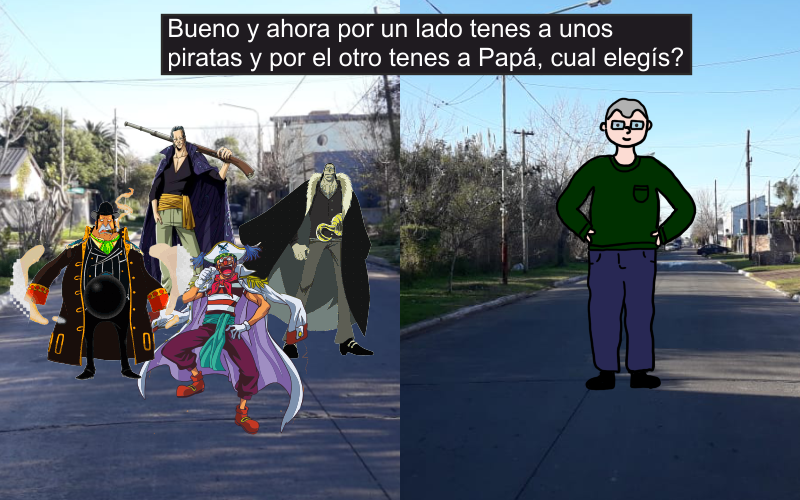 Bueno y ahora por un lado tenes a unos
piratas y por el otro tenes a Papá, cual elegís?